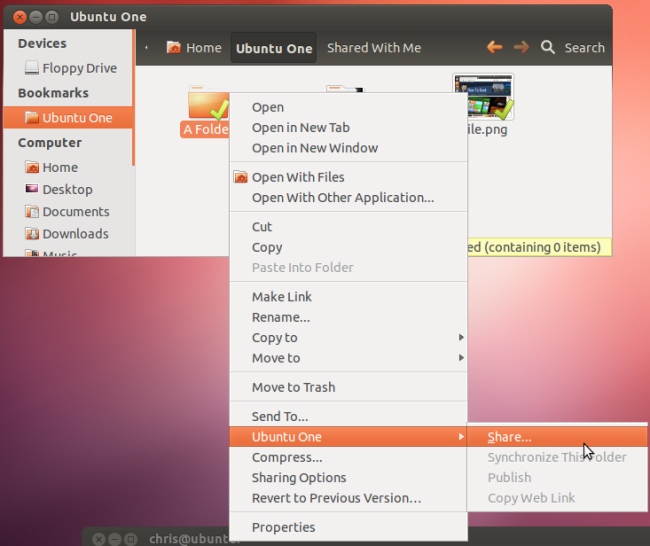 Ubuntu One
Devices
Floppy Drive
Bookmarks
Ubuntu One
Computer
Home
Desktop
Documents
Downloads
Music
Home
Ubuntu One
Shared With Me
Search
A Folde
ile.png
ed (containing 0 items)
Open
Open in New Tab
Open in New Window
Open With Files
Open With Other Application...
Cut
Copy
Paste Into Folder
Make Link
Rename...
Copy to
Move to
Move to Trash
Send To...
Ubuntu One
Compress...
Sharing Options
Revert to Previous Version...
Properties
Share...
Synchronize This Folder
Publish
Copy Web Link
chris@ubuntu